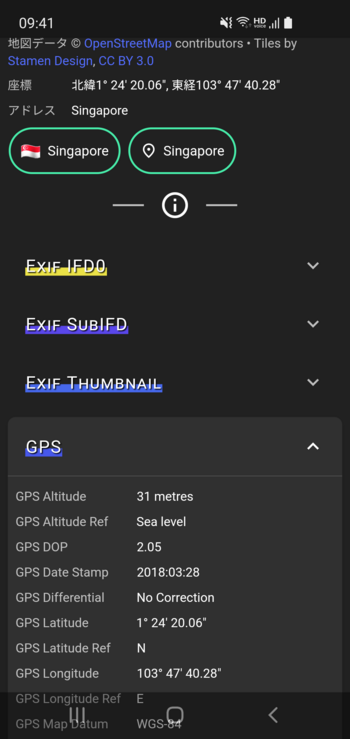 09:41
HD
VOICE
地図データ © OpenStreetMap contributors • Tiles by
Stamen Design, CC BY 3.0
座標 北緯1° 24' 20.06", 東経103° 47' 40.28"
アドレス Singapore
Singapore Singapore
Exif IFD0
Exif SubIFD
Exif Thumbnail
GPS
GPS Altitude 31 metres
GPS Altitude Ref Sea level
GPS DOP 2.05
GPS Date Stamp 2018:03:28
GPS Differential No Correction
GPS Latitude 1° 24' 20.06"
GPS Latitude Ref N
GPS Longitude 103° 47' 40.28"
GPS Longitude Ref E
GPS Map Datum WGS-84